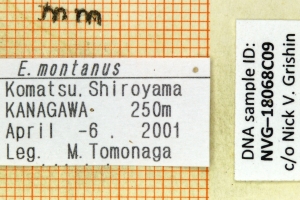 mm
E. montanus
Komatsu, Shiroyama
KANAGAWA 250m
April -6. 2001
Leg. M. Tomonaga
DNA sample ID:
NVG-18068C09
c/o Nick V. Grishin